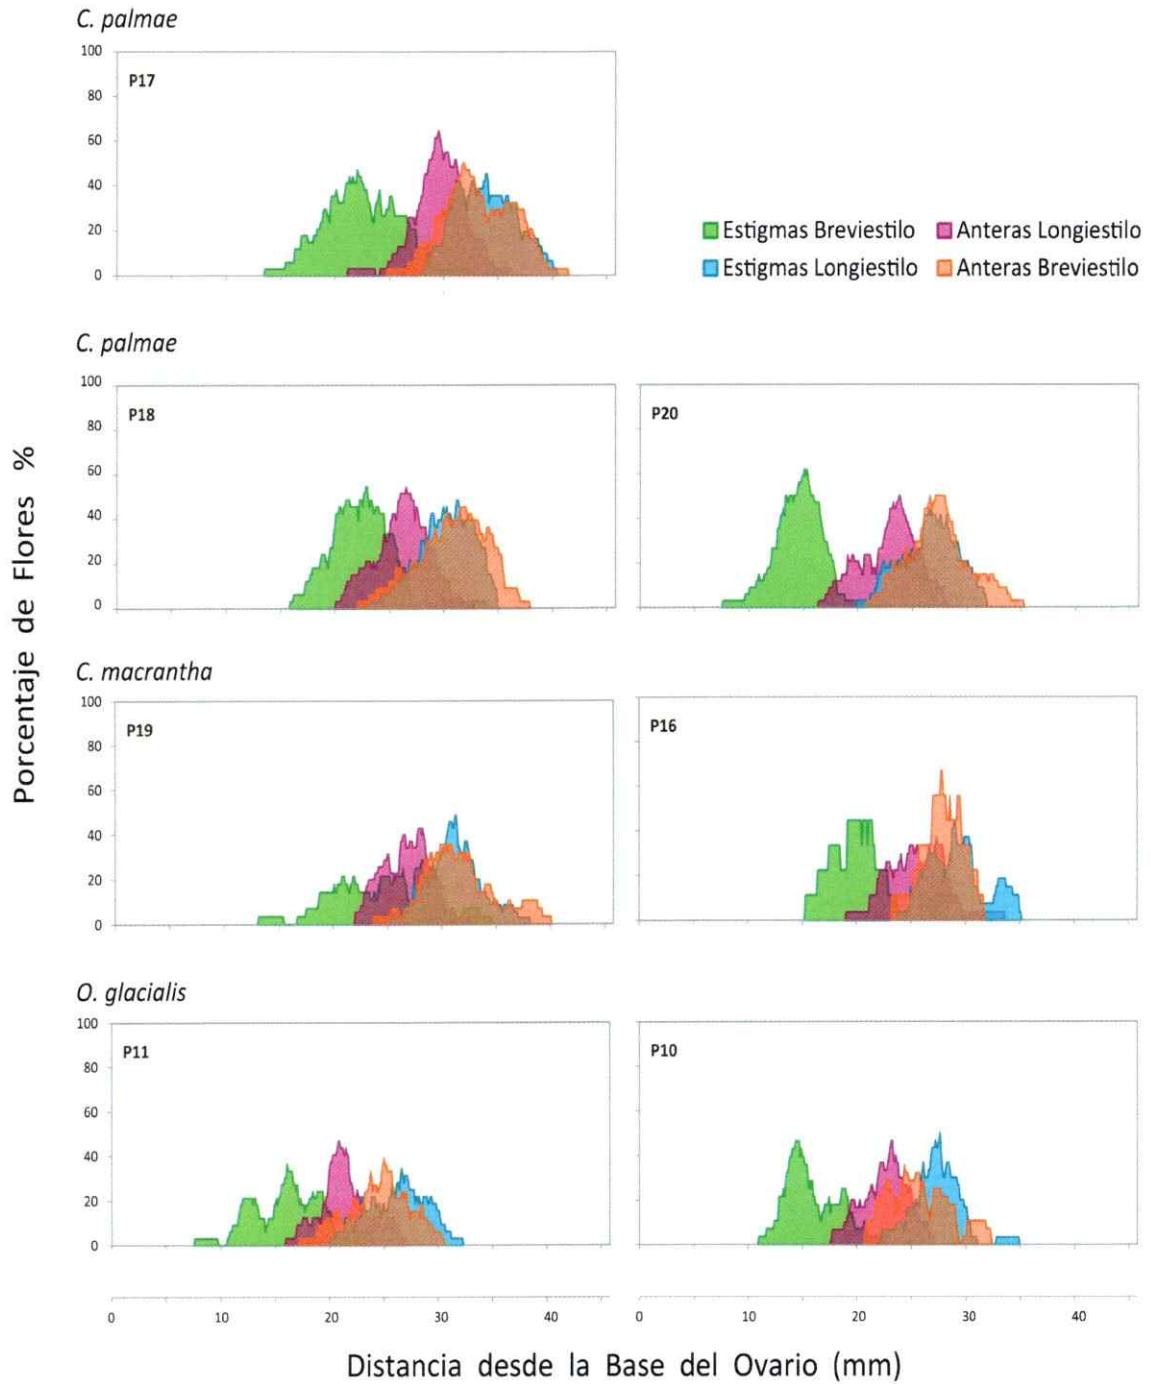 C. palmae
100
80
60
40
20
0
P17
Estigmas Breviestilo
Anteras Longiestilo
Estigmas Longiestilo
Anteras Breviestilo
C. palmae
100
80
60
40
20
0
P18
P20
C. macrantha
100
80
60
40
20
0
P19
P16
O. glacialis
100
80
60
40
20
0
P11
P10
0 10 20 30 40
0 10 20 30 40
Porcentaje de Flores %
Distancia desde la Base del Ovario (mm)